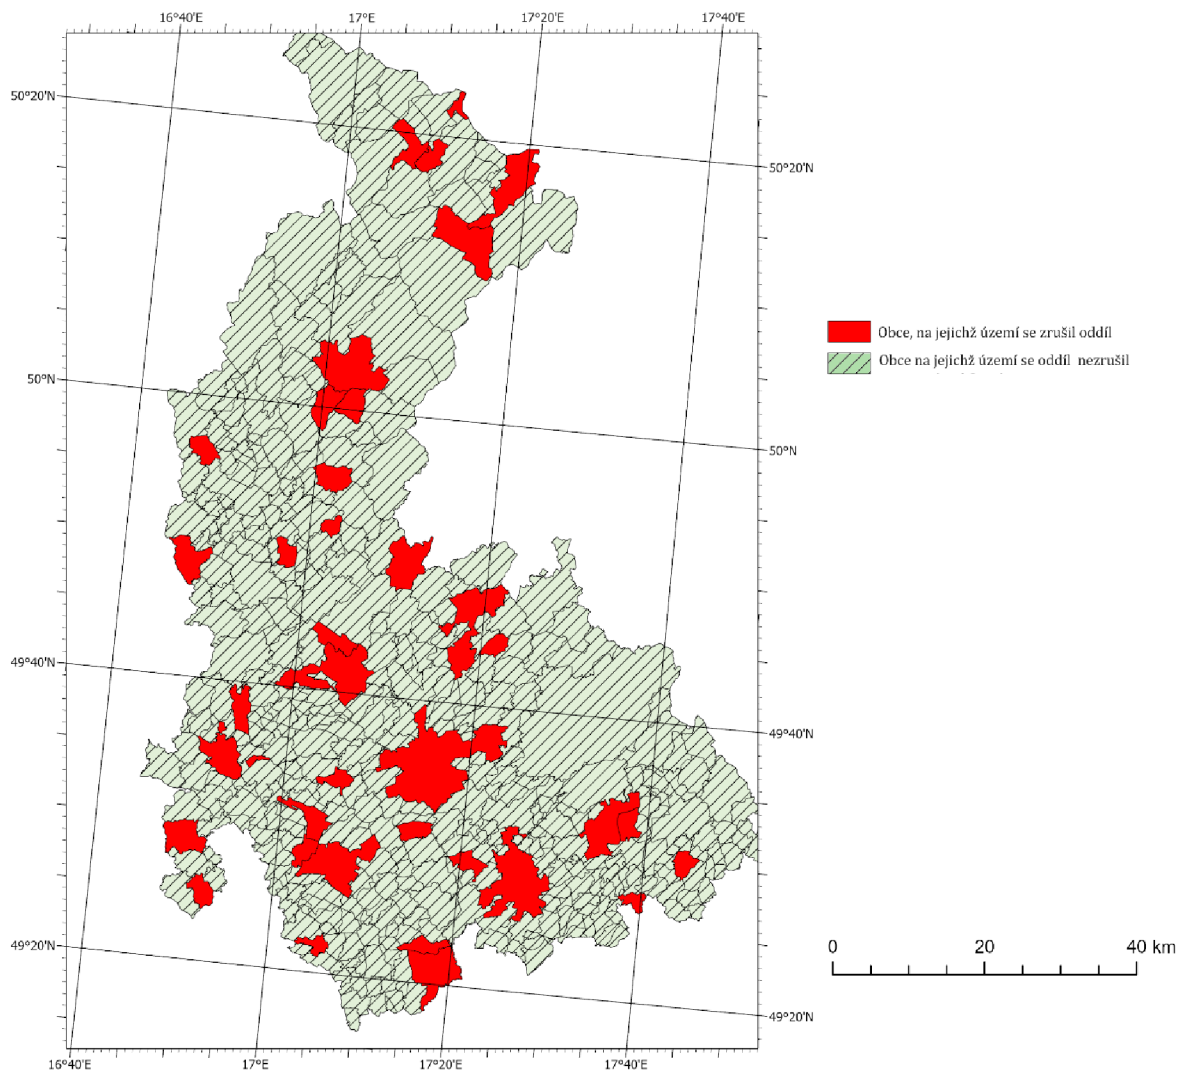 16°40'E 17°E 17°20'E 17°40'E
50°20'N
50°20'N
Obce, na jejichž území se zrušil oddíl
Obce na jejichž území se oddíl nezrušil
50°N
50°N
49°40'N
49°40'N
49°20'N
0 20 40 km
49°20'N
16°40'E 17°E 17°20'E 17°40'E